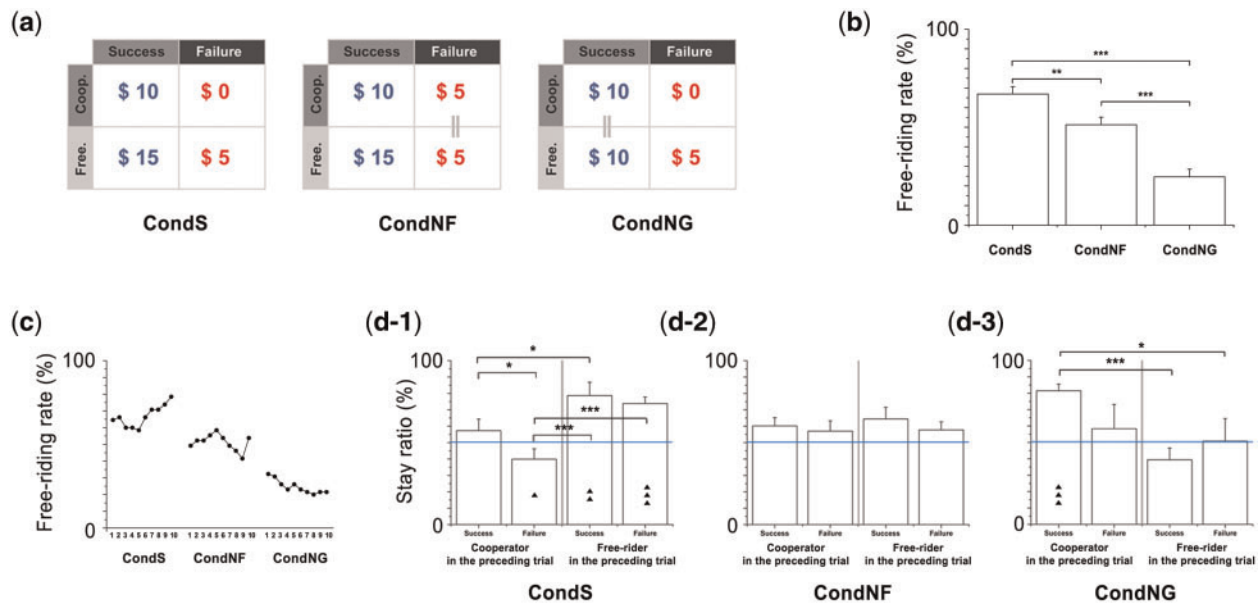 (a)
Success Failure
Coop. $ 10 $ 0
Free. $ 15 $ 5
CondS
Success Failure
Coop. $ 10 $ 5
Free. $ 15 $ 5
CondNF
Success Failure
Coop. $ 10 $ 0
Free. $ 10 $ 5
CondNG
(b)
Free-riding rate (%)
100
0
***
**
***
CondS CondNF CondNG
(c)
Free-riding rate (%)
100
0
1 2 3 4 5 6 7 8 9 10 1 2 3 4 5 6 7 8 9 10 1 2 3 4 5 6 7 8 9 10
CondS CondNF CondNG
(d-1)
Stay ratio (%)
100
0
*
*
***
***
Success Failure Success Failure
Cooperator Free-rider
in the preceding trial in the preceding trial
CondS
(d-2)
100
0
Success Failure Success Failure
Cooperator Free-rider
in the preceding trial in the preceding trial
CondNF
(d-3)
100
0
*
***
Success Failure Success Failure
Cooperator Free-rider
in the preceding trial in the preceding trial
CondNG